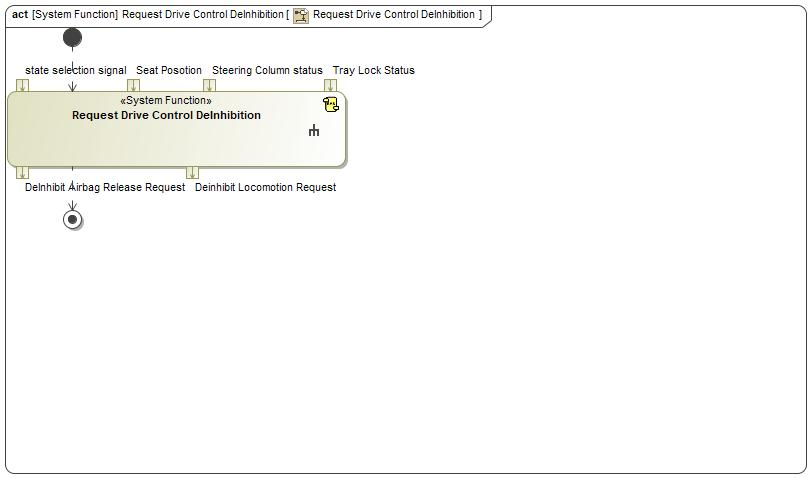 act [System Function] Request Drive Control DeInhibition [ Request Drive Control DeInhibition ]
state selection signal Seat Posotion Steering Column status Tray Lock Status
«System Function»
Request Drive Control DeInhibition
DeInhibit Airbag Release Request Deinhibit Locomotion Request